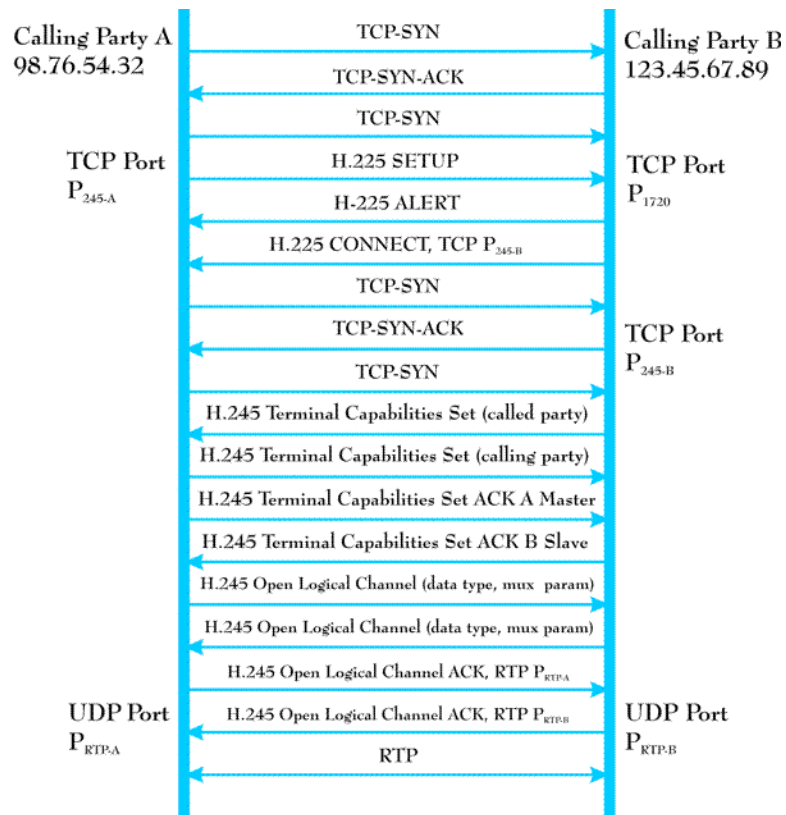 TCP-SYN
Calling Party A
98.76.54.32
Calling Party B
123.45.67.89
TCP-SYN-ACK
TCP-SYN
TCP Port
P245-A
H.225 SETUP
TCP Port
P1720
H-225 ALERT
H.225 CONNECT, TCP P245-B
TCP-SYN
TCP-SYN-ACK
TCP Port
P245-B
TCP-SYN
H.245 Terminal Capabilities Set (called party)
H.245 Terminal Capabilities Set (calling party)
H.245 Terminal Capabilities Set ACK A Master
H.245 Terminal Capabilities Set ACK B Slave
H.245 Open Logical Channel (data type, mux param)
H.245 Open Logical Channel (data type, mux param)
H.245 Open Logical Channel ACK, RTP PRTP-A
UDP Port
PRTP-A
H.245 Open Logical Channel ACK, RTP PRTP-B
UDP Port
PRTP-B
RTP